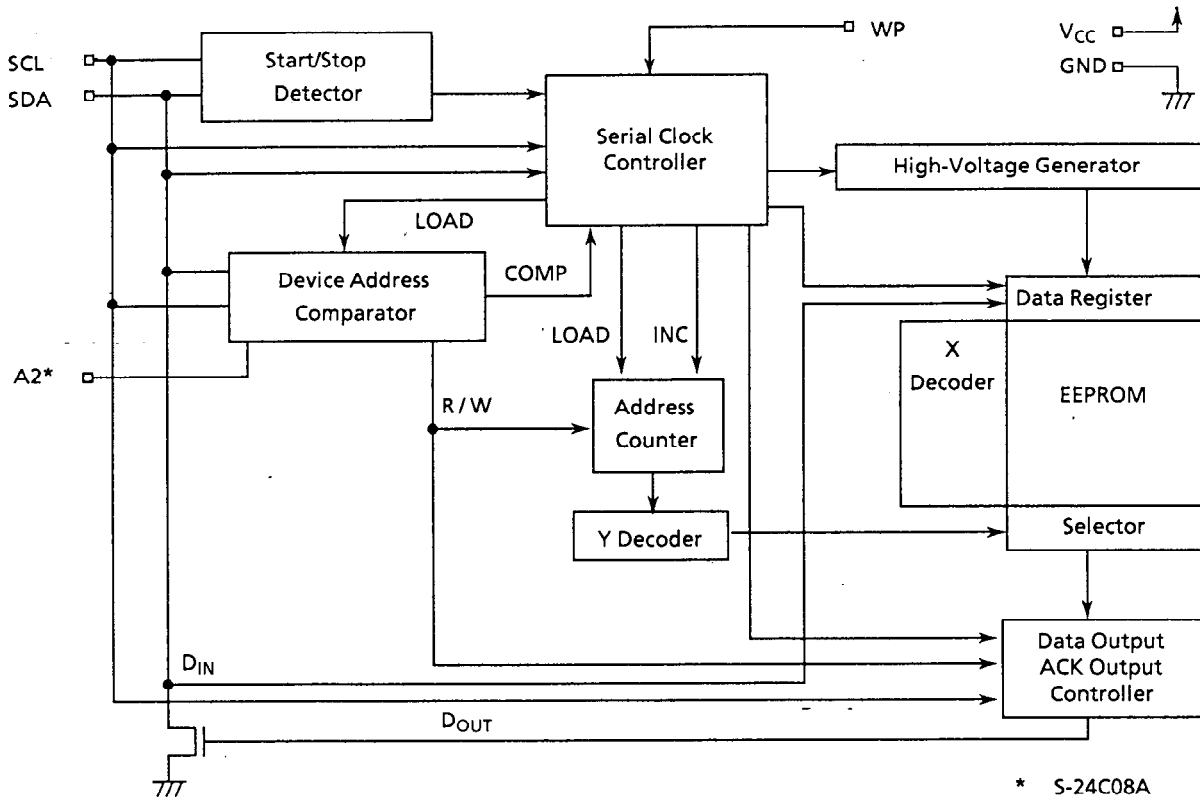 SCL
SDA
Start/Stop
Detector
WP
VCC
GND
Serial Clock
Controller
High-Voltage Generator
LOAD
Device Address
Comparator
COMP
LOAD
INC
Data Register
X
Decoder
EEPROM
A2*
R/W
Address
Counter
Y Decoder
Selector
DIN
DOUT
Data Output
ACK Output
Controller
* S-24C08A